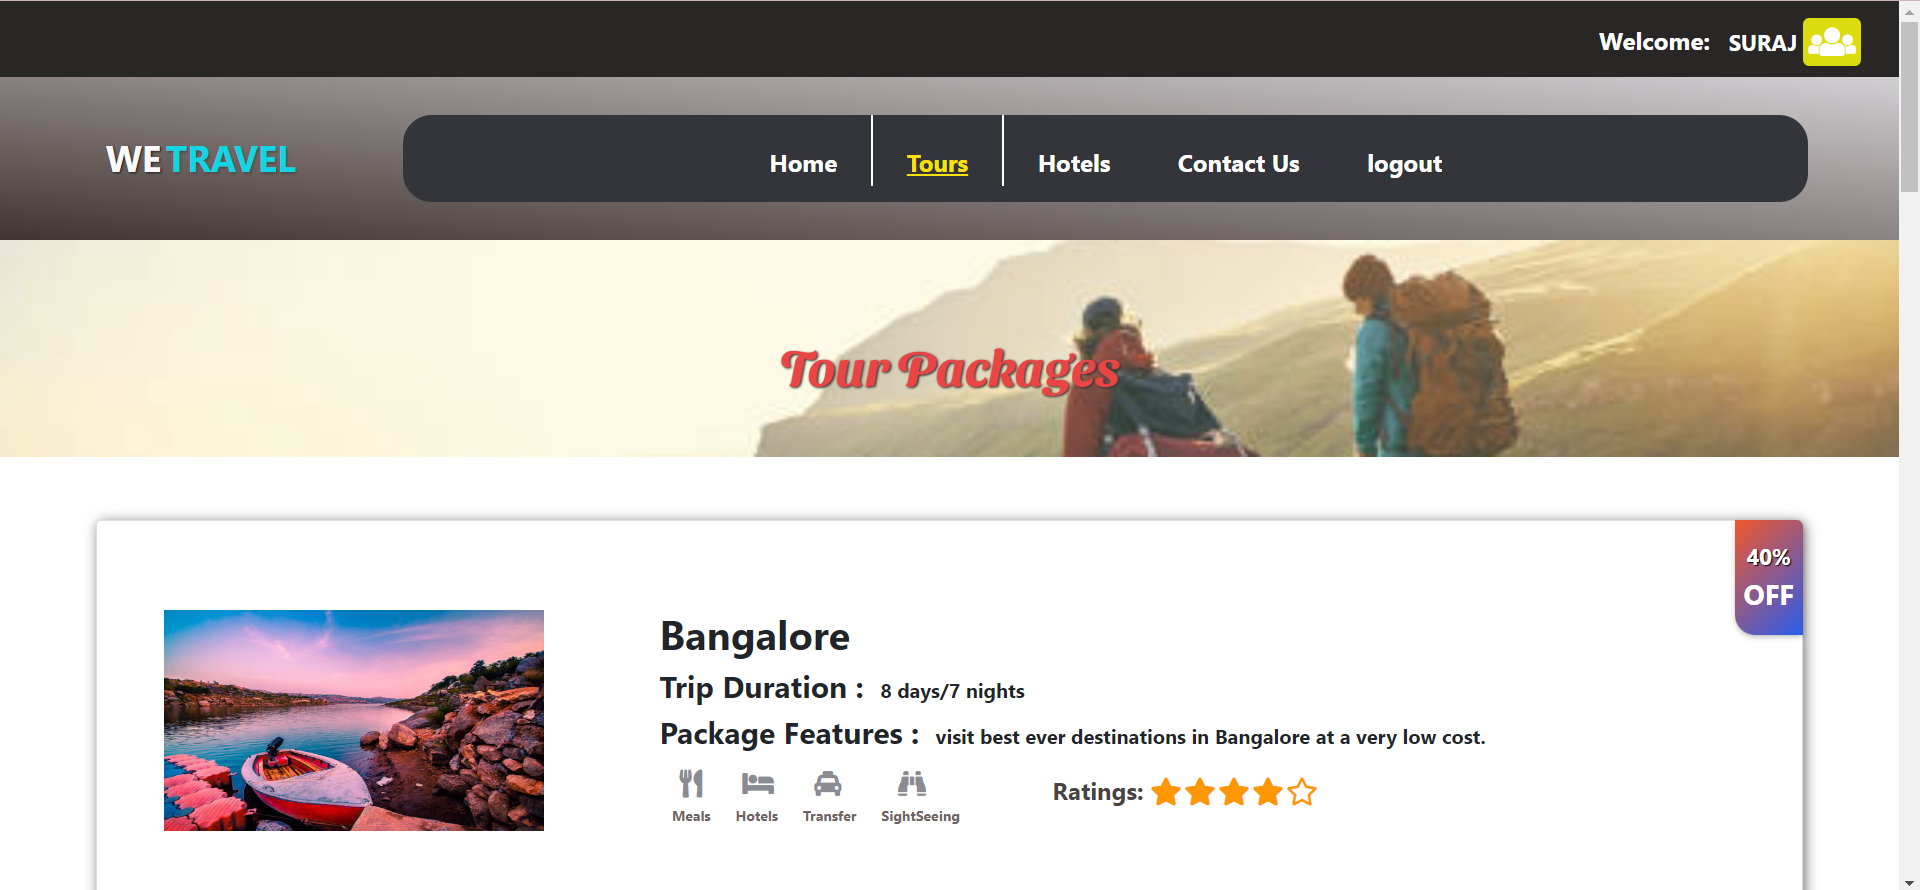 Welcome: SURAJ
WE TRAVEL
Home Tours Hotels Contact Us logout
Tour Packages
40%
OFF
Bangalore
Trip Duration : 8 days/7 nights
Package Features : visit best ever destinations in Bangalore at a very low cost.
Meals Hotels Transfer SightSeeing
Ratings: